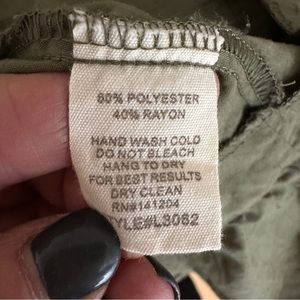 60% POLYESTER
40% RAYON
HAND WASH COLD
DO NOT BLEACH
HANG TO DRY
FOR BEST RESULTS
DRY CLEAN
RN#141204
STYLE#L3082